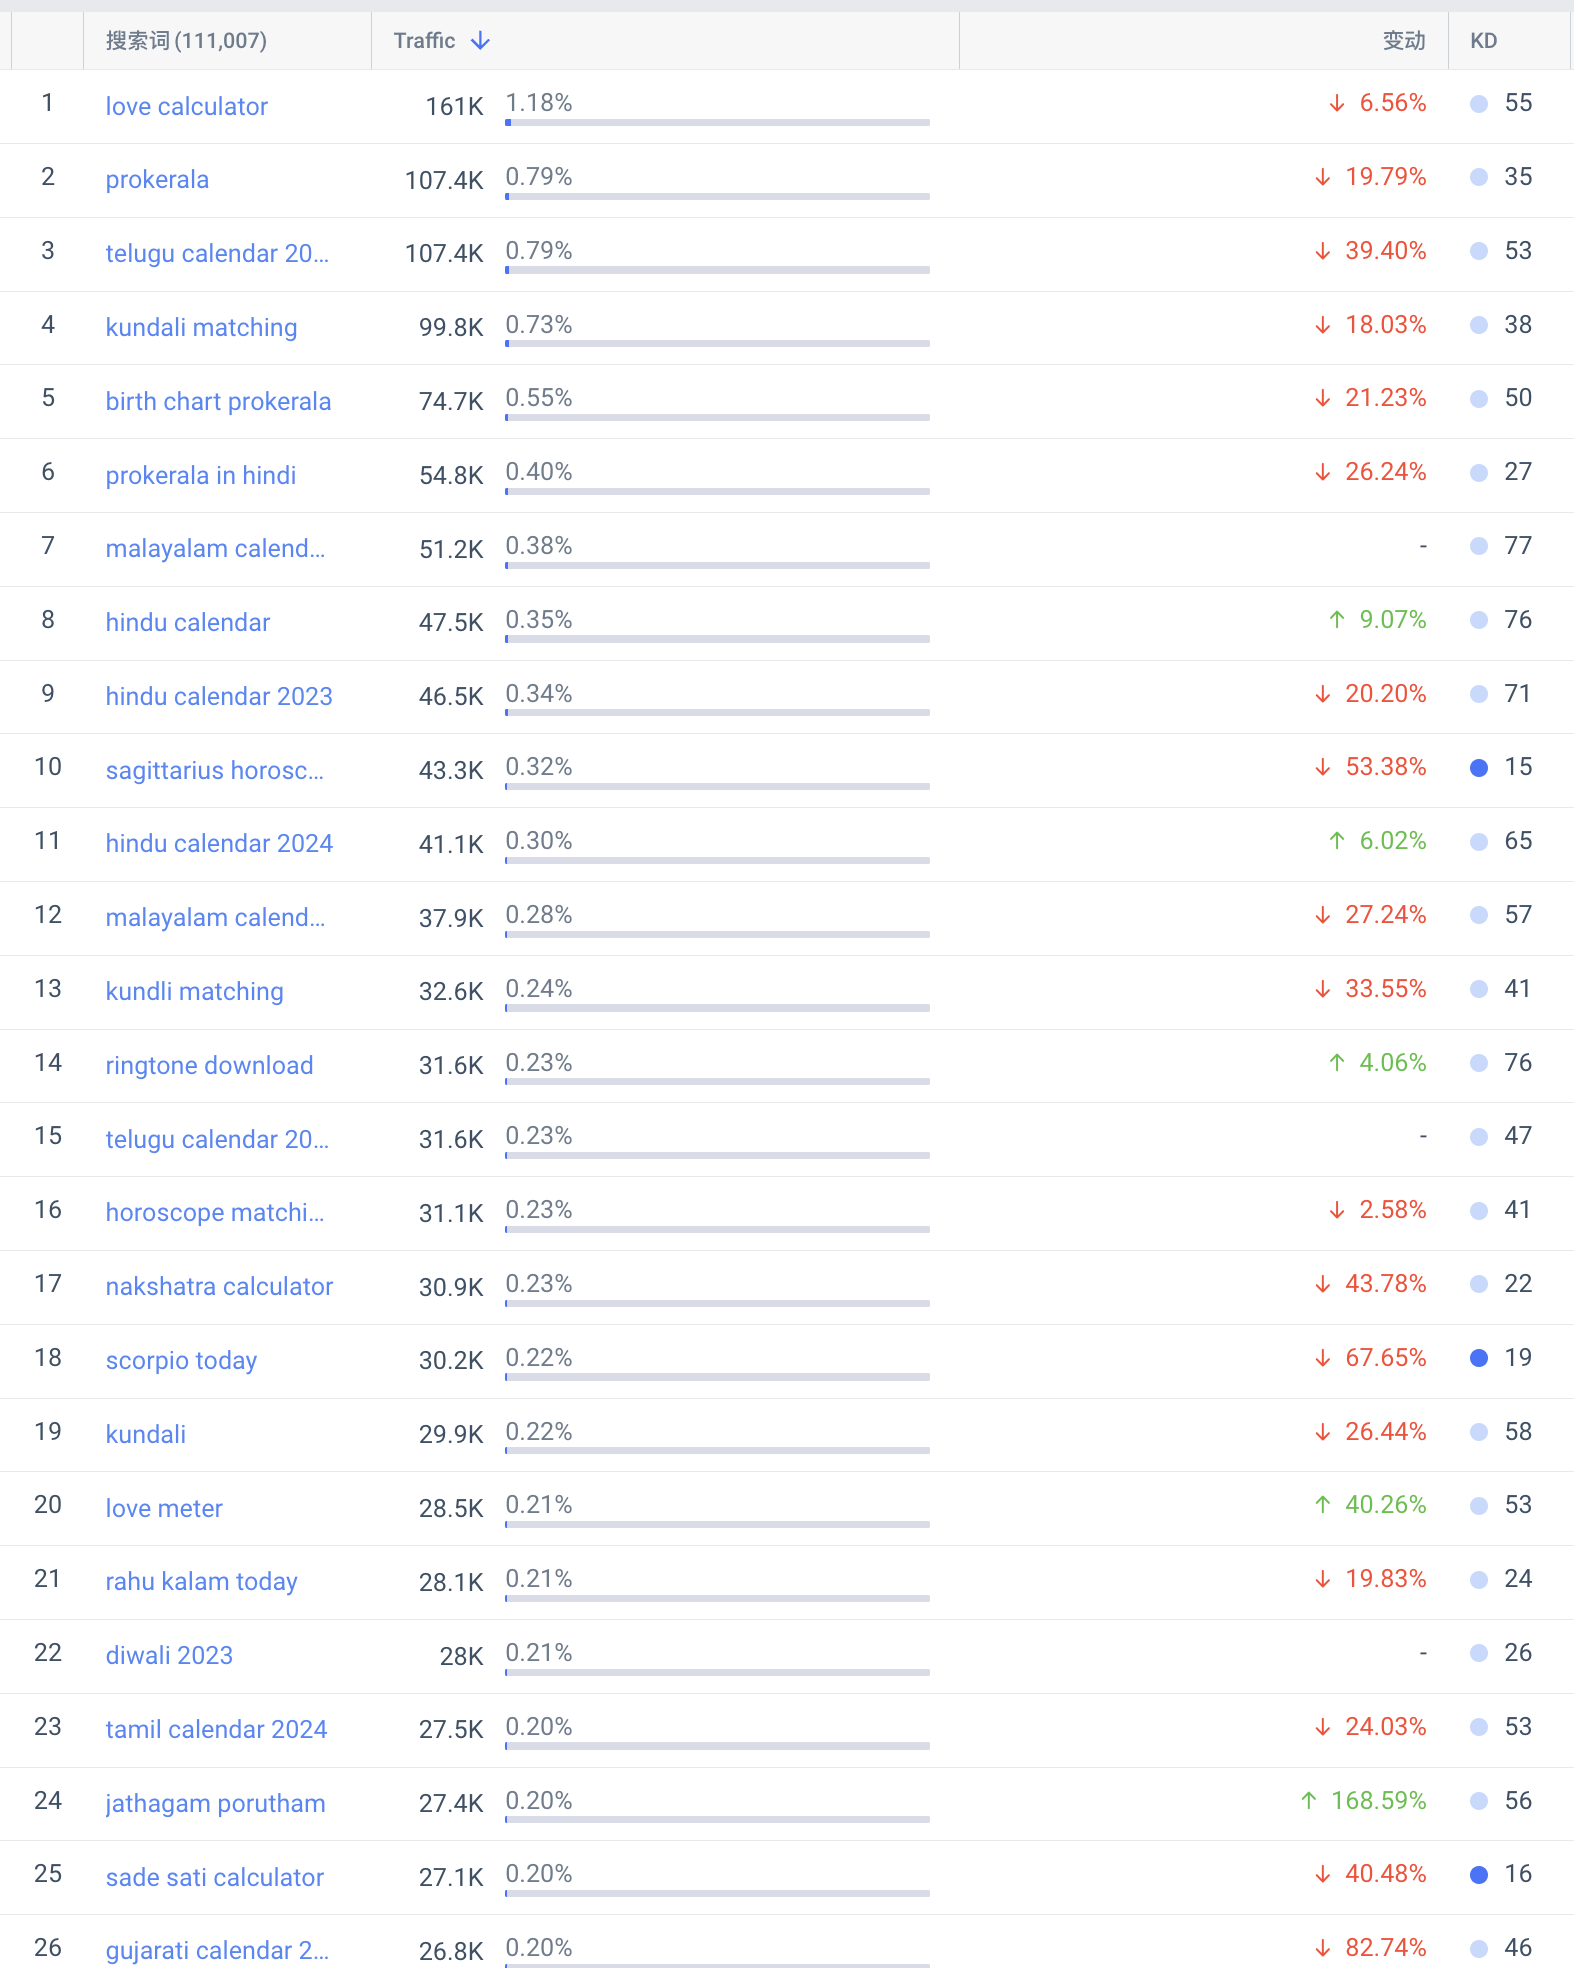 搜索词 (111,007) Traffic ↓ 变动 KD
1 love calculator 161K 1.18% ↓ 6.56% 55
2 prokerala 107.4K 0.79% ↓ 19.79% 35
3 telugu calendar 20... 107.4K 0.79% ↓ 39.40% 53
4 kundali matching 99.8K 0.73% ↓ 18.03% 38
5 birth chart prokerala 74.7K 0.55% ↓ 21.23% 50
6 prokerala in hindi 54.8K 0.40% ↓ 26.24% 27
7 malayalam calend... 51.2K 0.38% - 77
8 hindu calendar 47.5K 0.35% ↑ 9.07% 76
9 hindu calendar 2023 46.5K 0.34% ↓ 20.20% 71
10 sagittarius horosc... 43.3K 0.32% ↓ 53.38% 15
11 hindu calendar 2024 41.1K 0.30% ↑ 6.02% 65
12 malayalam calend... 37.9K 0.28% ↓ 27.24% 57
13 kundli matching 32.6K 0.24% ↓ 33.55% 41
14 ringtone download 31.6K 0.23% ↑ 4.06% 76
15 telugu calendar 20... 31.6K 0.23% - 47
16 horoscope matchi... 31.1K 0.23% ↓ 2.58% 41
17 nakshatra calculator 30.9K 0.23% ↓ 43.78% 22
18 scorpio today 30.2K 0.22% ↓ 67.65% 19
19 kundali 29.9K 0.22% ↓ 26.44% 58
20 love meter 28.5K 0.21% ↑ 40.26% 53
21 rahu kalam today 28.1K 0.21% ↓ 19.83% 24
22 diwali 2023 28K 0.21% - 26
23 tamil calendar 2024 27.5K 0.20% ↓ 24.03% 53
24 jathagam porutham 27.4K 0.20% ↑ 168.59% 56
25 sade sati calculator 27.1K 0.20% ↓ 40.48% 16
26 gujarati calendar 2... 26.8K 0.20% ↓ 82.74% 46